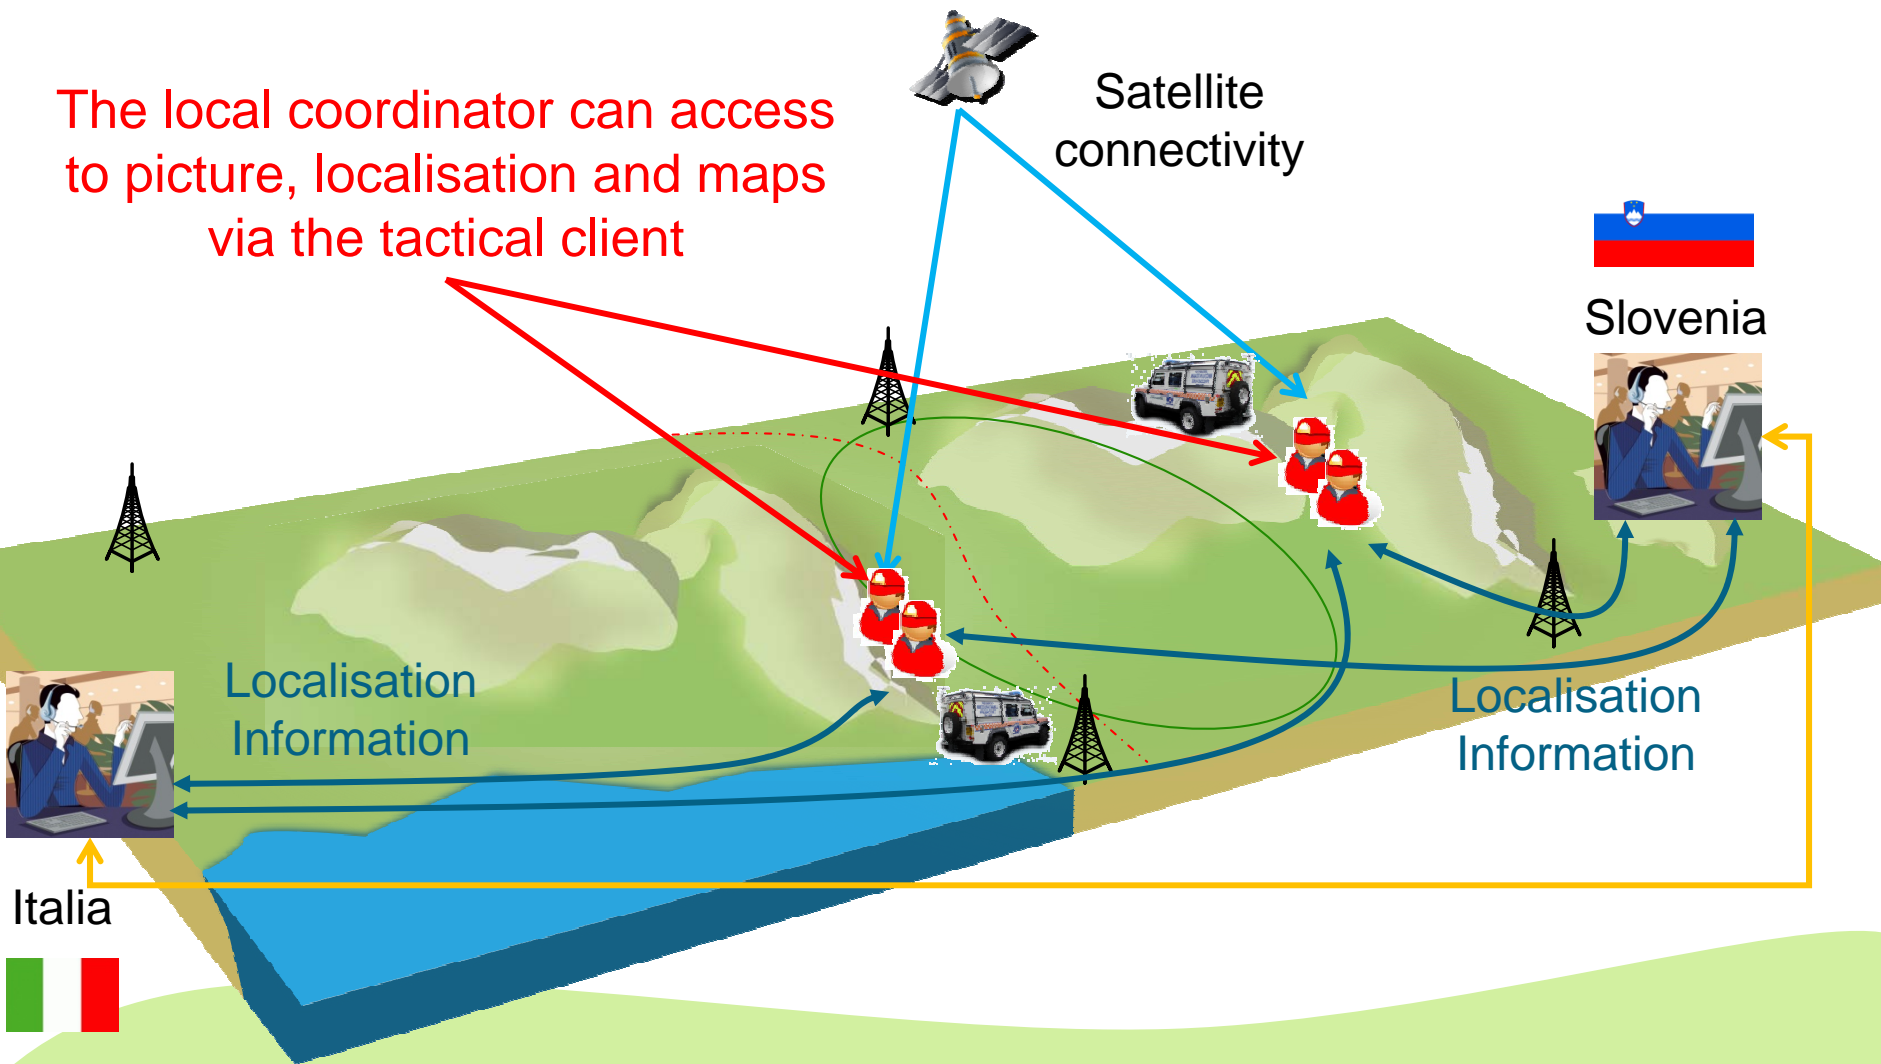 The local coordinator can access
to picture, localisation and maps
via the tactical client
Satellite
connectivity
Slovenia
Localisation
Information
Localisation
Information
Italia